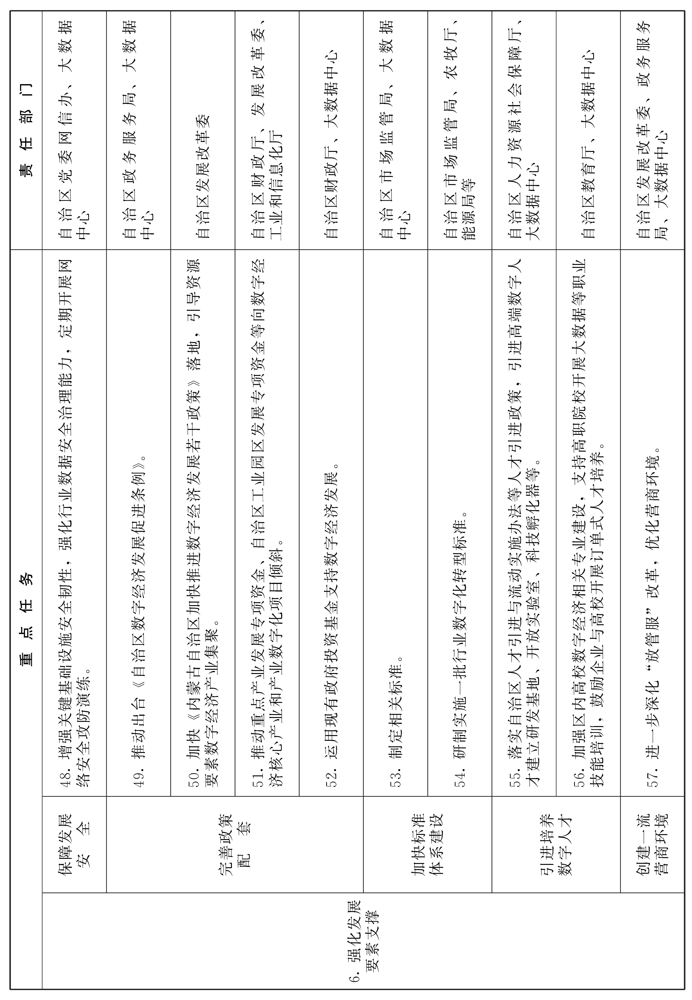 重点任务
责任部门
6. 强化发展
要素支撑
保障发展
安全
48. 增强关键基础设施安全韧性，强化行业数据安全治理能力，定期开展网
络安全攻防演练。
自治区党委网信办、大数据
中心
完善政策
配套
49. 推动出台《自治区数字经济发展促进条例》。
自治区政务服务局、大数据
中心
50. 加快《内蒙古自治区加快推进数字经济发展若干政策》落地，引导资源
要素数字经济产业集聚。
自治区发展改革委
51. 推动重点产业发展专项资金、自治区工业园区发展专项资金等向数字经
济核心产业和产业数字化项目倾斜。
自治区财政厅、发展改革委、
工业和信息化厅
52. 运用现有政府投资基金支持数字经济发展。
自治区财政厅、大数据中心
加快标准
体系建设
53. 制定相关标准。
自治区市场监管局、大数据
中心
54. 研制实施一批行业数字化转型标准。
自治区市场监管局、农牧厅、
能源局等
引进培养
数字人才
55. 落实自治区人才引进与流动实施办法等人才引进政策，引进高端数字人
才建立研发基地、开放实验室、科技孵化器等。
自治区人力资源社会保障厅、
大数据中心
56. 加强区内高校数字经济相关专业建设，支持高职院校开展大数据等职业
技能培训，鼓励企业与高校开展订单式人才培养。
自治区教育厅、大数据中心
创建一流
营商环境
57. 进一步深化“放管服”改革，优化营商环境。
自治区发展改革委、政务服务
局、大数据中心